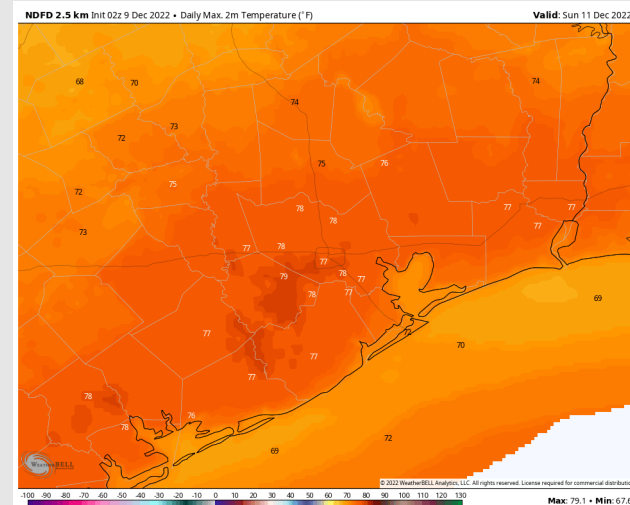 NDFD 2.5 km Init 02z 9 Dec 2022 • Daily Max. 2m Temperature (°F) Valid: Sun 11 Dec 2022
68 70 74 74
73
72
75 76
75
72 77 77
78
78 77
73
77 78
77
79 78 77
78 77
69
77 72
70
77
77
78
76
78 72
69
WeatherBELL
© 2022 WeatherBELL Analytics, LLC. All rights reserved. License required for commercial
-100 -90 -80 -70 -60 -50 -40 -30 -20 -10 0 10 20 30 40 50 60 70 80 90 100 110 120 130
Max: 79.1 • Min: 67.6